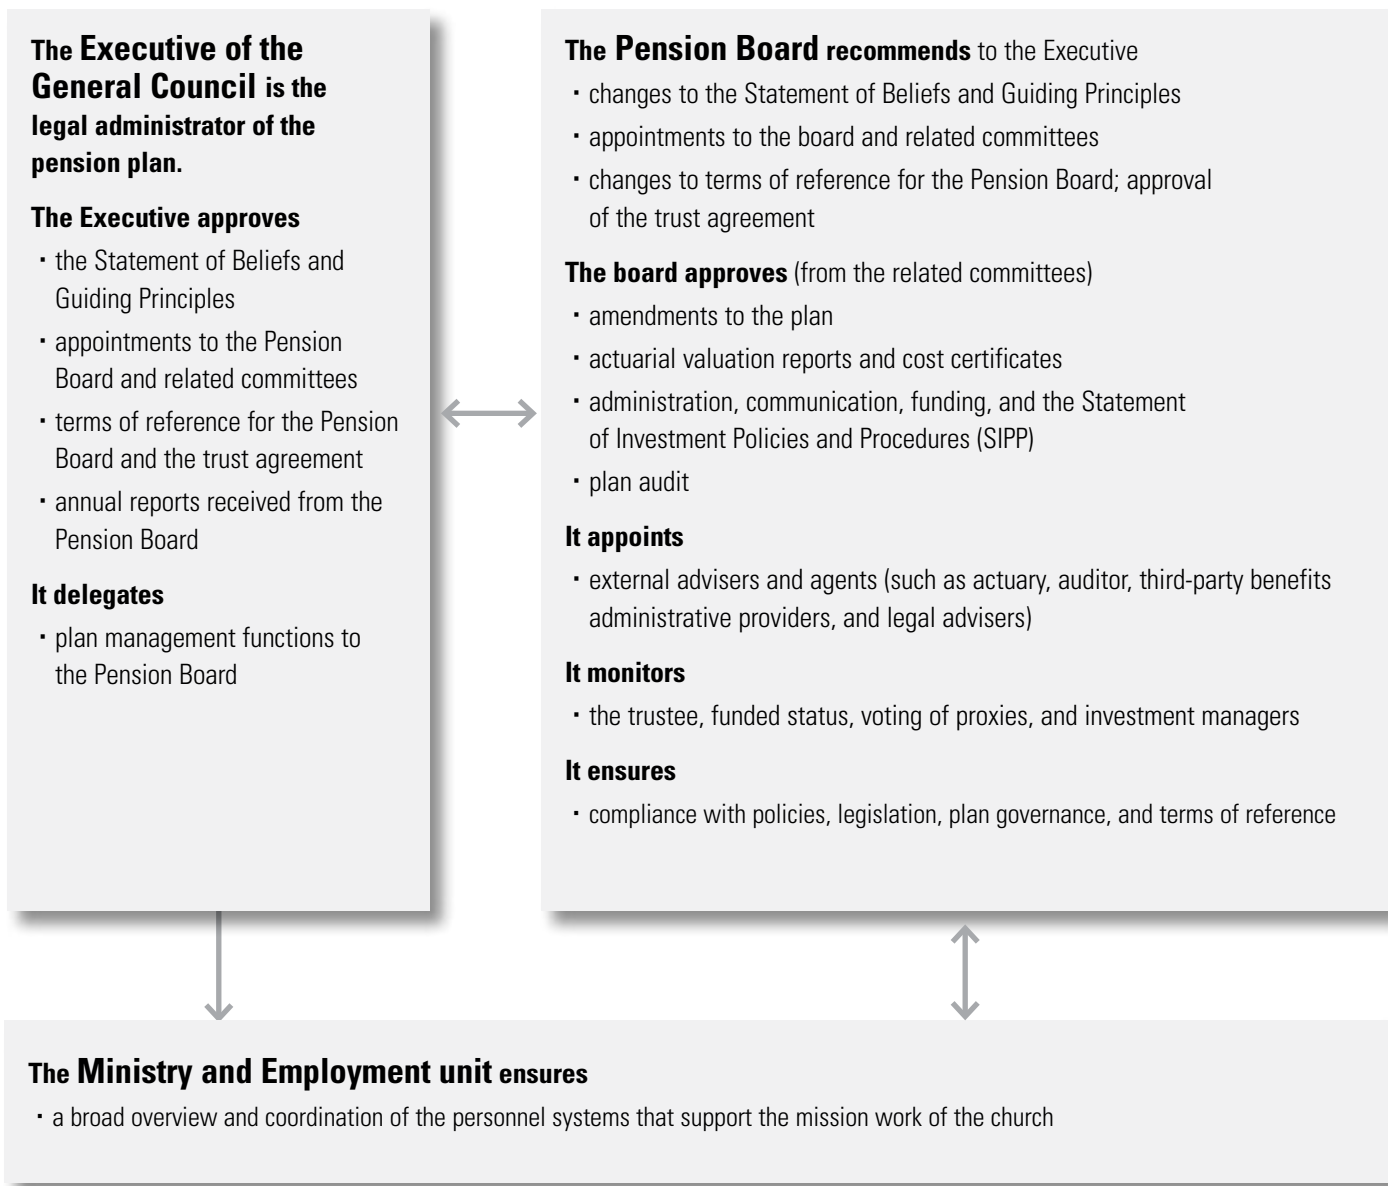 The Executive of the
General Council is the
legal administrator of the
pension plan.
The Executive approves
· the Statement of Beliefs and
Guiding Principles
· appointments to the Pension
Board and related committees
· terms of reference for the Pension
Board and the trust agreement
· annual reports received from the
Pension Board
It delegates
· plan management functions to
the Pension Board
The Pension Board recommends to the Executive
· changes to the Statement of Beliefs and Guiding Principles
· appointments to the board and related committees
· changes to terms of reference for the Pension Board; approval
of the trust agreement
The board approves (from the related committees)
· amendments to the plan
· actuarial valuation reports and cost certificates
· administration, communication, funding, and the Statement
of Investment Policies and Procedures (SIPP)
· plan audit
It appoints
· external advisers and agents (such as actuary, auditor, third-party benefits
administrative providers, and legal advisers)
It monitors
· the trustee, funded status, voting of proxies, and investment managers
It ensures
· compliance with policies, legislation, plan governance, and terms of reference
The Ministry and Employment unit ensures
· a broad overview and coordination of the personnel systems that support the mission work of the church